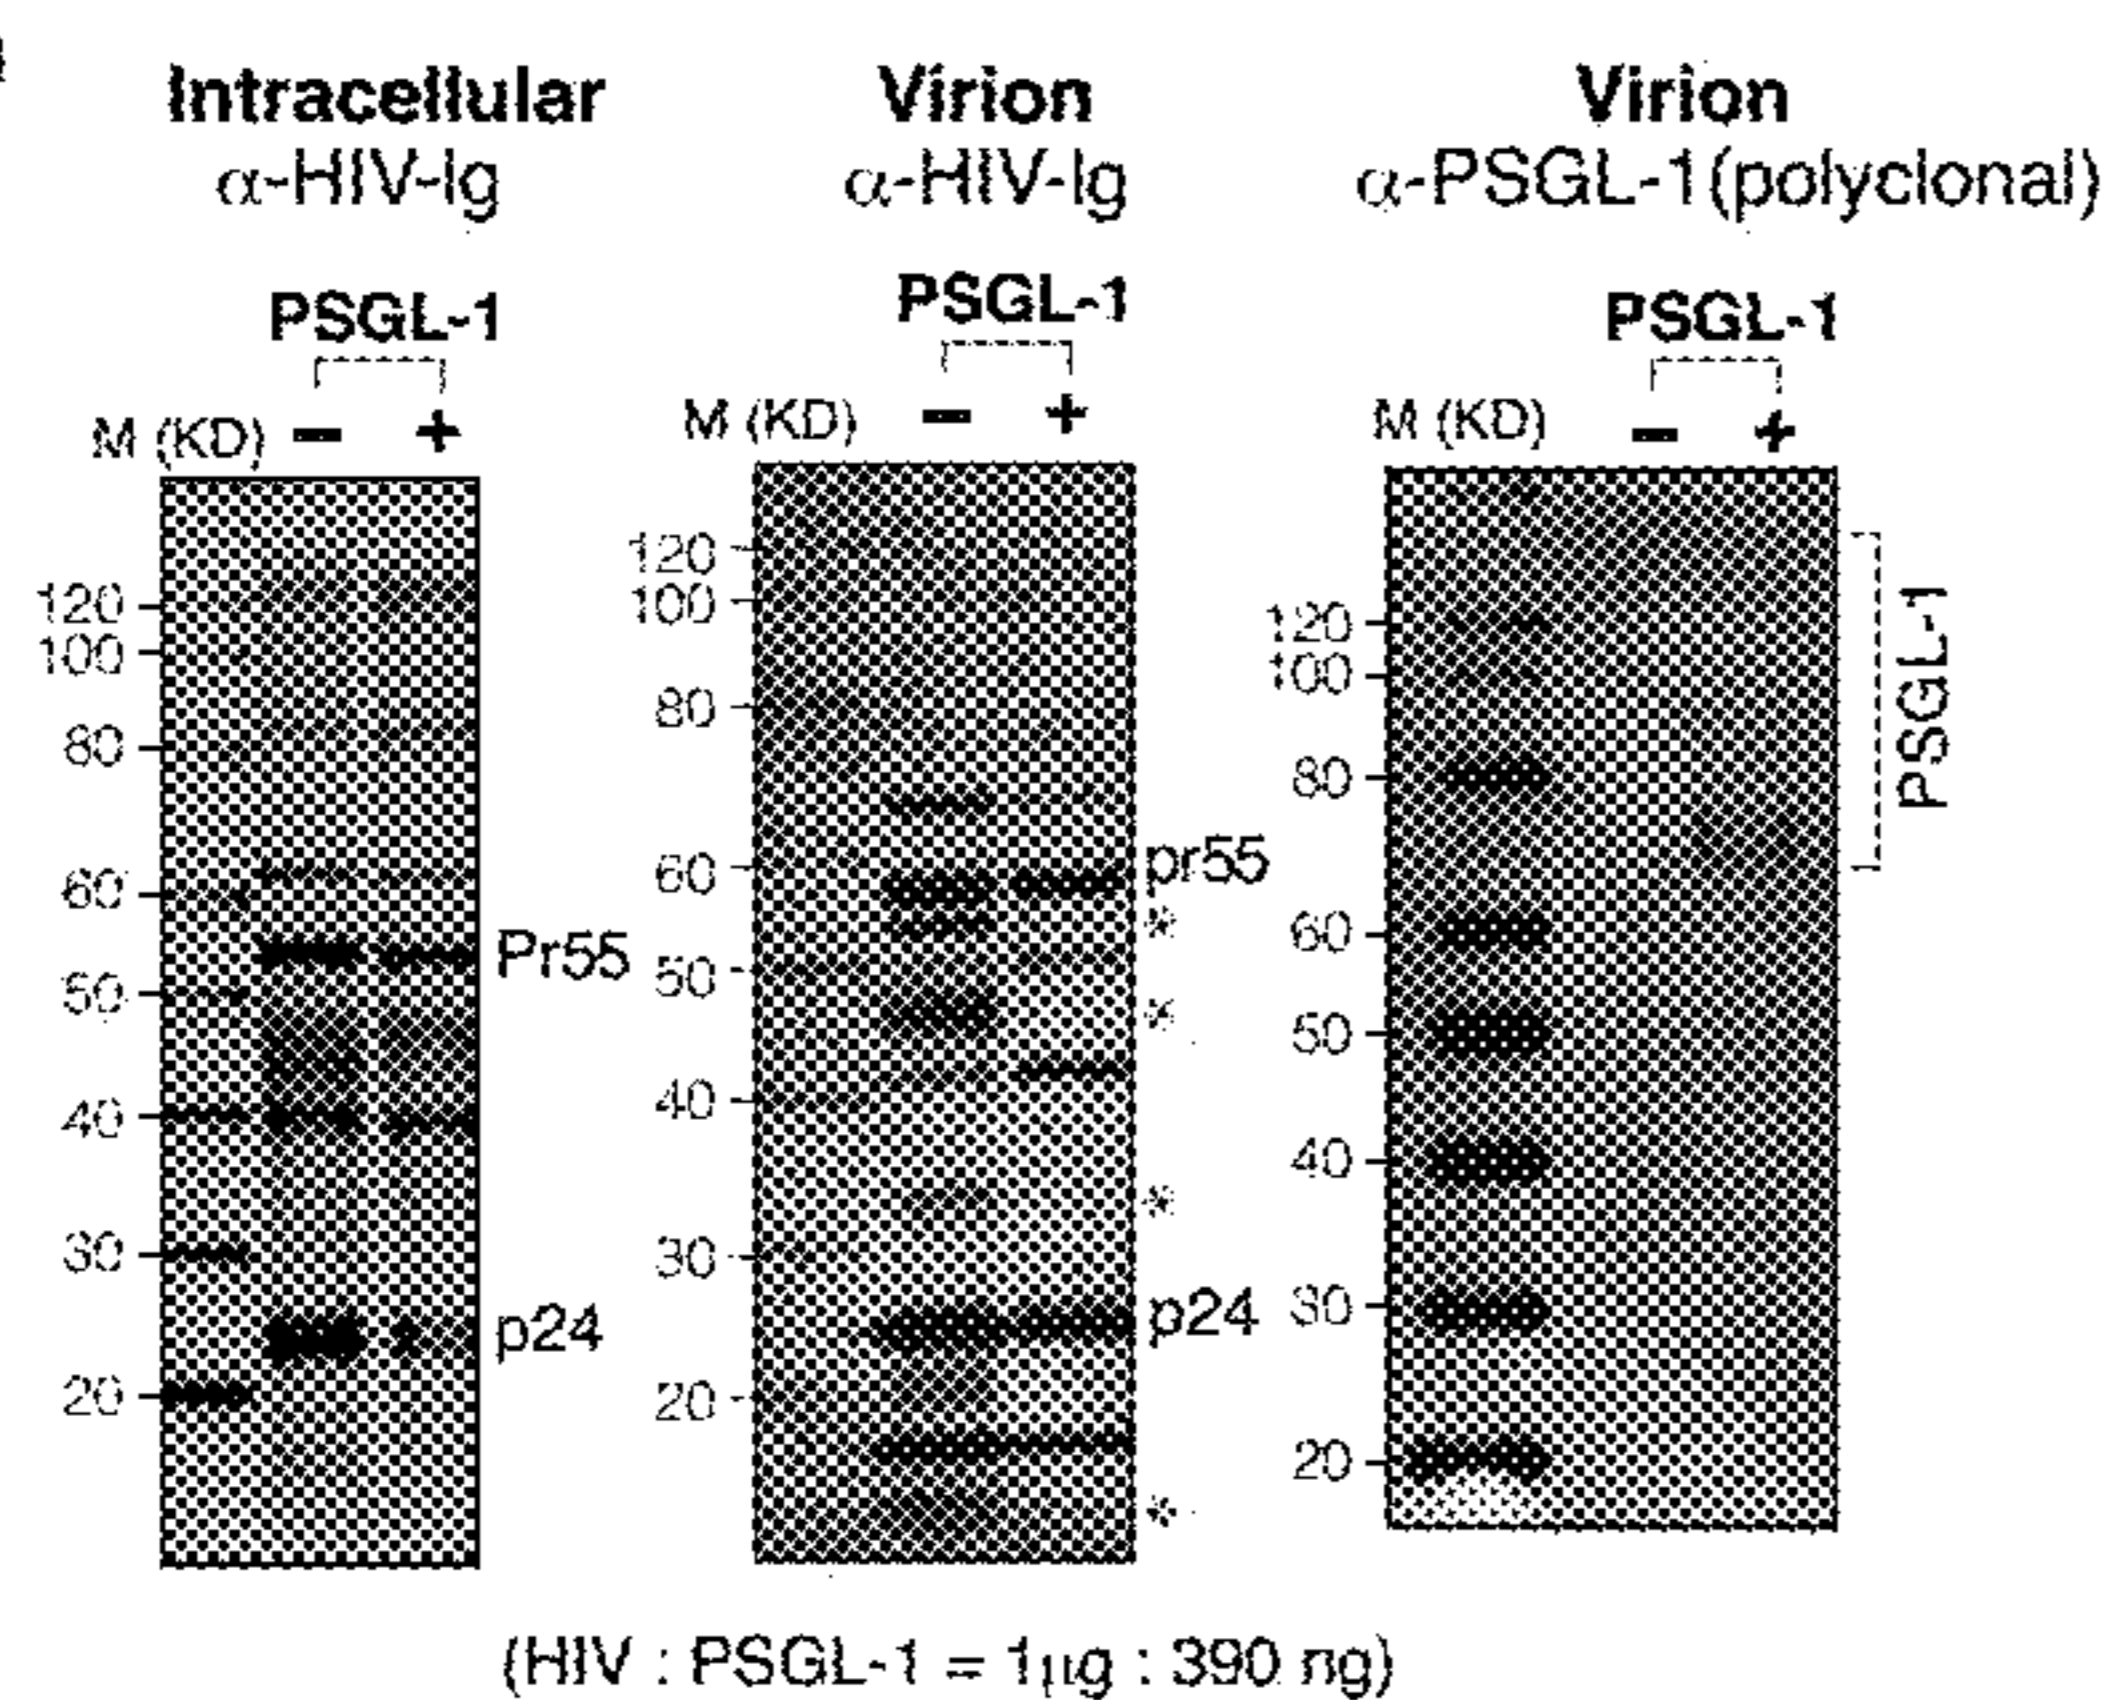 Intracellular
α-HIV-Ig
PSGL-1
M (KD) − +
120
100
80
60
50
40
30
20
Pr55
p24
Virion
α-HIV-Ig
PSGL-1
M (KD) − +
120
100
80
60
50
40
30
20
pr55
*
*
*
p24
*
Virion
α-PSGL-1(polyclonal)
PSGL-1
M (KD) − +
120
100
80
60
50
40
30
20
PSGL-1
(HIV : PSGL-1 = 1µg : 390 ng)